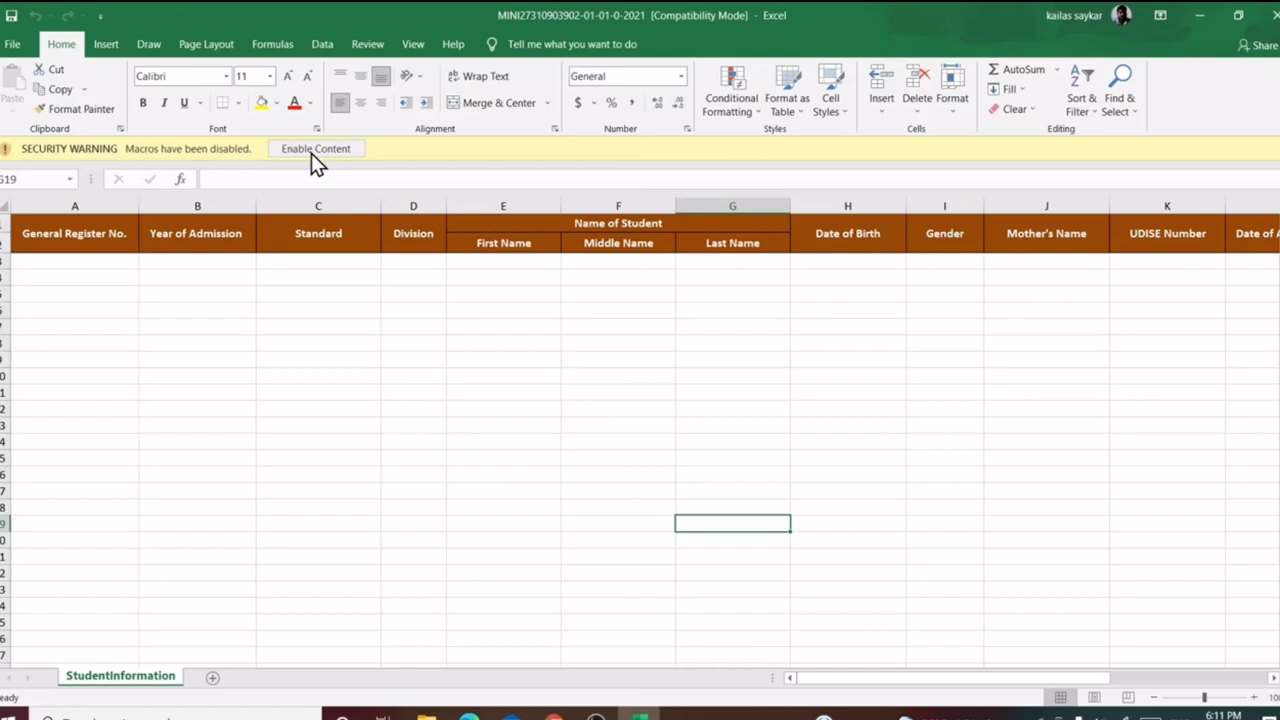 MINI27310903902-01-01-0-2021 [Compatibility Mode] - Excel
kailas saykar
File Home Insert Draw Page Layout Formulas Data Review View Help Tell me what you want to do
Share
Paste
Cut
Copy
Format Painter
Clipboard
Calibri 11
B I U
A
Font
Wrap Text
Merge & Center
Alignment
General
$ %
Number
Conditional Formatting
Format as Table
Cell Styles
Styles
Insert
Delete
Format
Cells
AutoSum
Fill
Clear
Sort & Filter
Find & Select
Editing
SECURITY WARNING Macros have been disabled. Enable Content
G19 fx
A B C D E F G H I J K
General Register No. Year of Admission Standard Division Name of Student Date of Birth Gender Mother's Name UDISE Number
First Name Middle Name Last Name
StudentInformation
6:11 PM